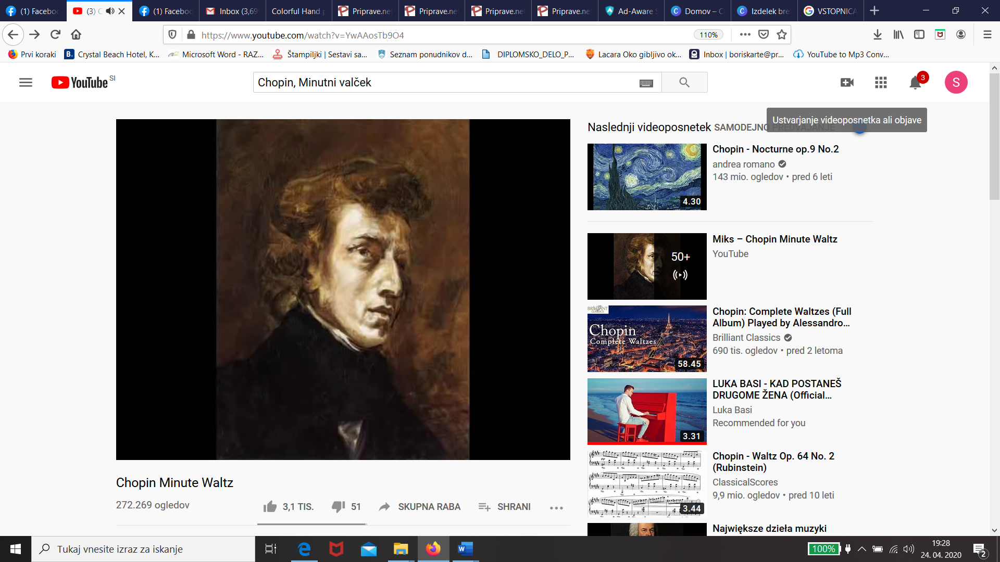 (1) Faceboo
(3) C
(1) Faceboo
Inbox (3,69
Colorful Hand p
Priprave.net
Priprave.net
Priprave.net
Priprave.net
Ad-Aware S
Domov – C
Izdelek bre
VSTOPNICA
https://www.youtube.com/watch?v=YwAAosTb9O4
110%
Prvi koraki
Crystal Beach Hotel, K...
Microsoft Word - RAZ...
Štampiljki | Sestavi sa...
Seznam ponudnikov d...
DIPLOMSKO_DELO_P...
Lacara Oko gibljivo ok...
Inbox | boriskarte@pr...
YouTube to Mp3 Conv...
YouTube SI
Chopin, Minutni valček
3
S
Ustvarjanje videoposnetka ali objave
Naslednji videoposnetek SAMODEJNO PREDVAJANJE
Chopin - Nocturne op.9 No.2
andrea romano
143 mio. ogledov • pred 6 leti
4.30
Miks – Chopin Minute Waltz
YouTube
50+
Chopin: Complete Waltzes (Full
Album) Played by Alessandro...
Brilliant Classics
690 tis. ogledov • pred 2 letoma
BRILLIANT
CLASSICS
Chopin
Complete Waltzes
58.45
LUKA BASI - KAD POSTANEŠ
DRUGOME ŽENA (Official...
Luka Basi
Recommended for you
3.31
Chopin - Waltz Op. 64 No. 2
(Rubinstein)
ClassicalScores
9,9 mio. ogledov • pred 10 leti
3.44
Największe dzieła muzyki
Chopin Minute Waltz
272.269 ogledov
3,1 TIS.
51
SKUPNA RABA
SHRANI
Tukaj vnesite izraz za iskanje
100%
19:28
24. 04. 2020
2